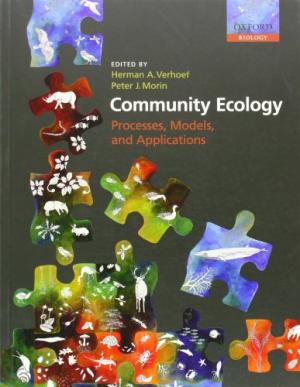 OXFORD
BIOLOGY
EDITED BY
Herman A. Verhoef
Peter J. Morin
Community Ecology
Processes, Models,
and Applications